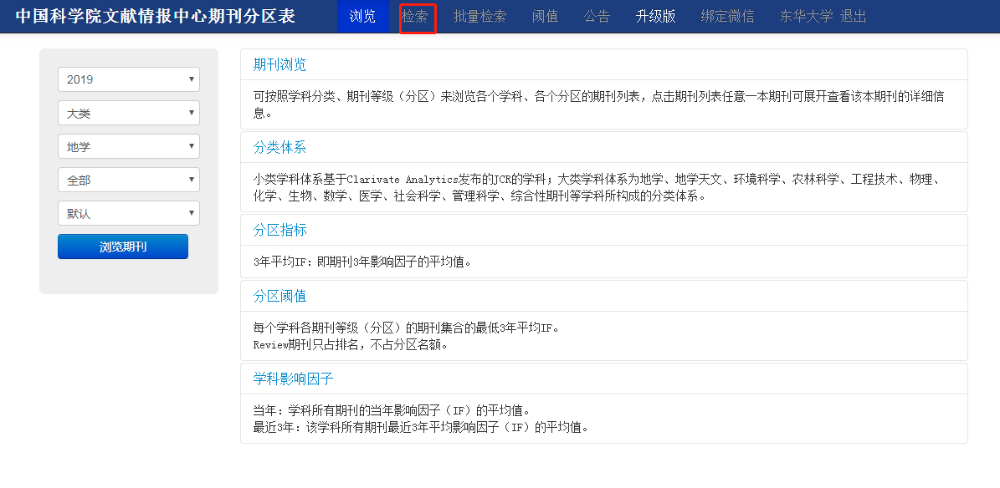 中国科学院文献情报中心期刊分区表 浏览 检索 批量检索 阈值 公告 升级版 绑定微信 东华大学 退出
2019
大类
地学
全部
默认
浏览期刊
期刊浏览
可按照学科分类、期刊等级（分区）来浏览各个学科、各个分区的期刊列表，点击期刊列表任意一本期刊可展开查看该本期刊的详细信
息。
分类体系
小类学科体系基于Clarivate Analytics发布的JCR的学科；大类学科体系为地学、地学天文、环境科学、农林科学、工程技术、物理、
化学、生物、数学、医学、社会科学、管理科学、综合性期刊等学科所构成的分类体系。
分区指标
3年平均IF：即期刊3年影响因子的平均值。
分区阈值
每个学科各期刊等级（分区）的期刊集合的最低3年平均IF。
Review期刊只占排名，不占分区名额。
学科影响因子
当年：学科所有期刊的当年影响因子（IF）的平均值。
最近3年：该学科所有期刊最近3年平均影响因子（IF）的平均值。